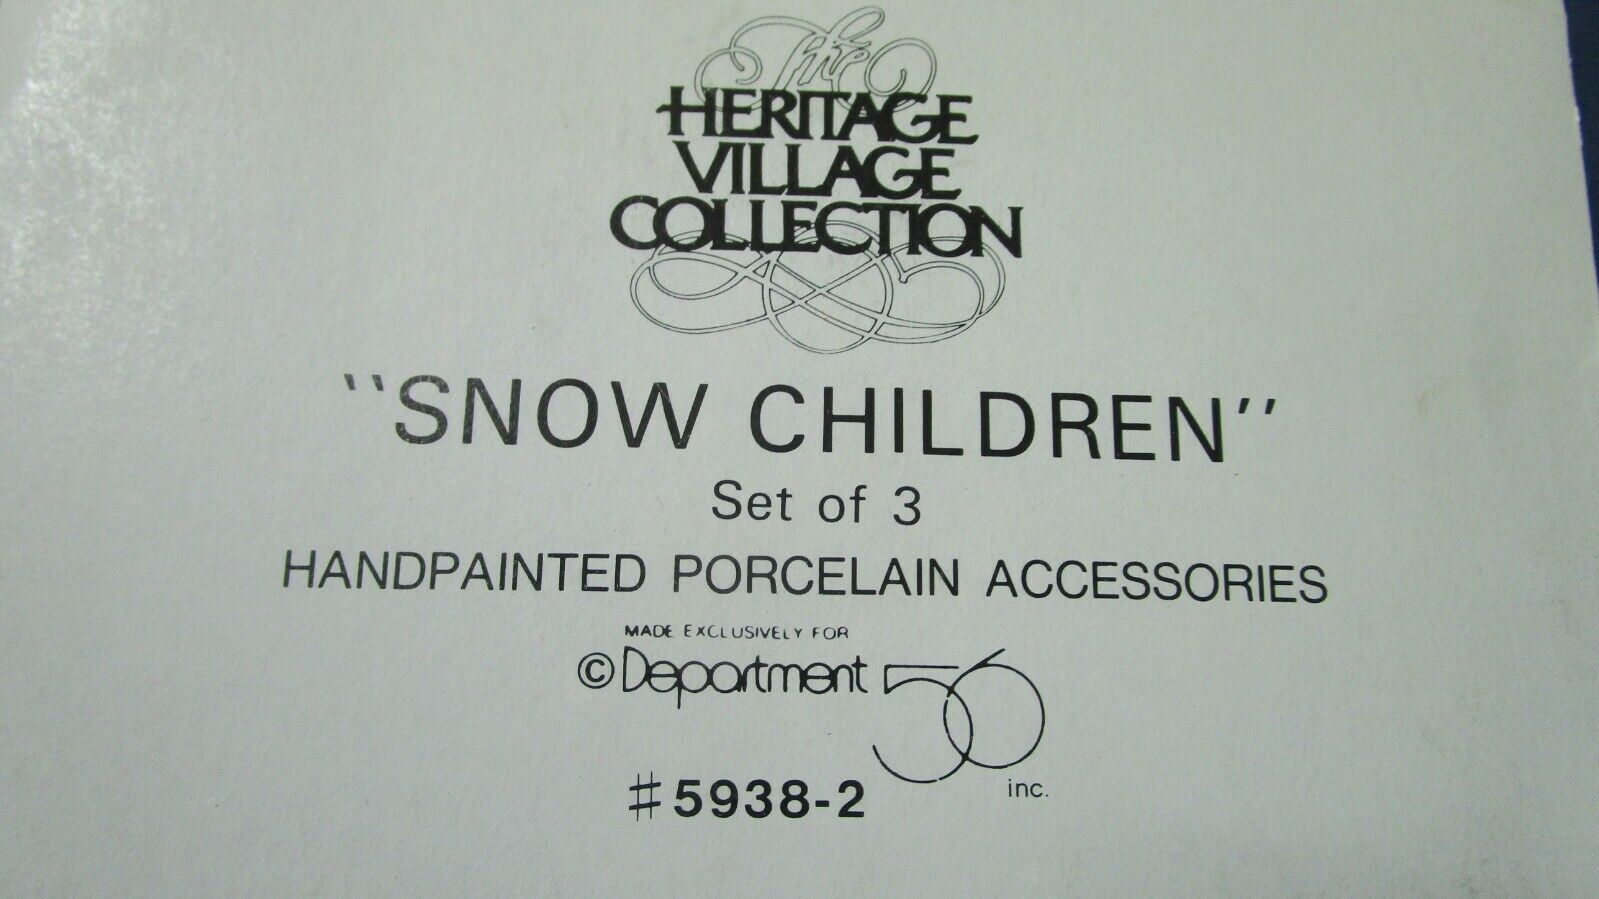 The
HERITAGE
VILLAGE
COLLECTION
"SNOW CHILDREN"
Set of 3
HANDPAINTED PORCELAIN ACCESSORIES
MADE EXCLUSIVELY FOR
©Department 56
inc.
#5938-2